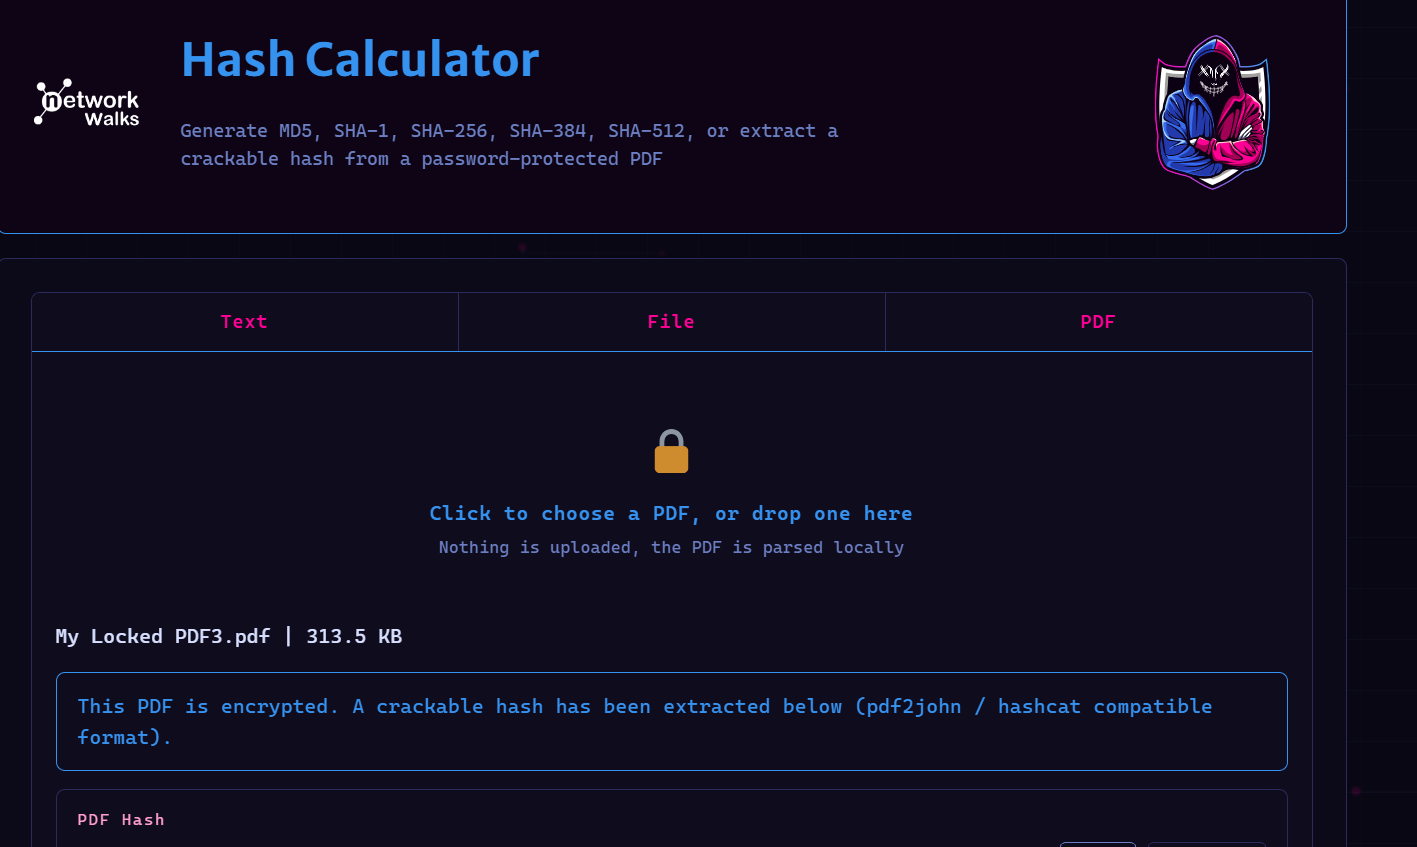 Hash Calculator
network
Walks
Generate MD5, SHA-1, SHA-256, SHA-384, SHA-512, or extract a
crackable hash from a password-protected PDF
Text
File
PDF
Click to choose a PDF, or drop one here
Nothing is uploaded, the PDF is parsed locally
My Locked PDF3.pdf | 313.5 KB
This PDF is encrypted. A crackable hash has been extracted below (pdf2john / hashcat compatible
format).
PDF Hash